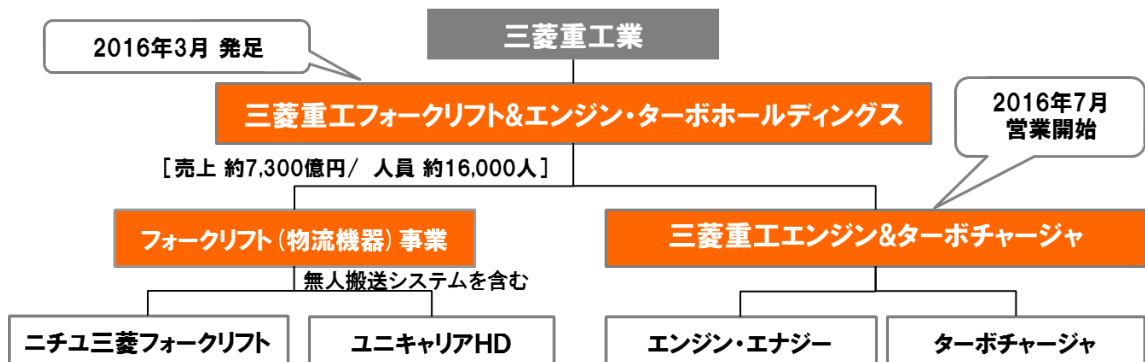 三菱重工業
2016年3月 発足
三菱重工フォークリフト&エンジン・ターボホールディングス
2016年7月
営業開始
[売上 約7,300億円/ 人員 約16,000人]
フォークリフト(物流機器)事業
三菱重工エンジン&ターボチャージャ
無人搬送システムを含む
ニチユ三菱フォークリフト
ユニキャリアHD
エンジン・エナジー
ターボチャージャ